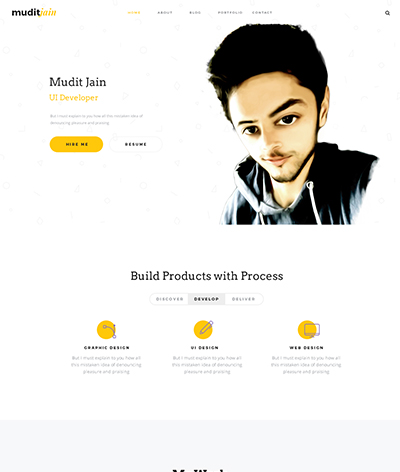 muditjain
HOME ABOUT BLOG PORTFOLIO CONTACT
Mudit Jain
UI Developer
But I must explain to you how all this mistaken idea of
denouncing pleasure and praising
HIRE ME RESUME
Build Products with Process
DISCOVER DEVELOP DELIVER
GRAPHIC DESIGN UI DESIGN WEB DESIGN
But I must explain to you how all But I must explain to you how all But I must explain to you how all
this mistaken idea of denouncing this mistaken idea of denouncing this mistaken idea of denouncing
pleasure and praising pleasure and praising pleasure and praising